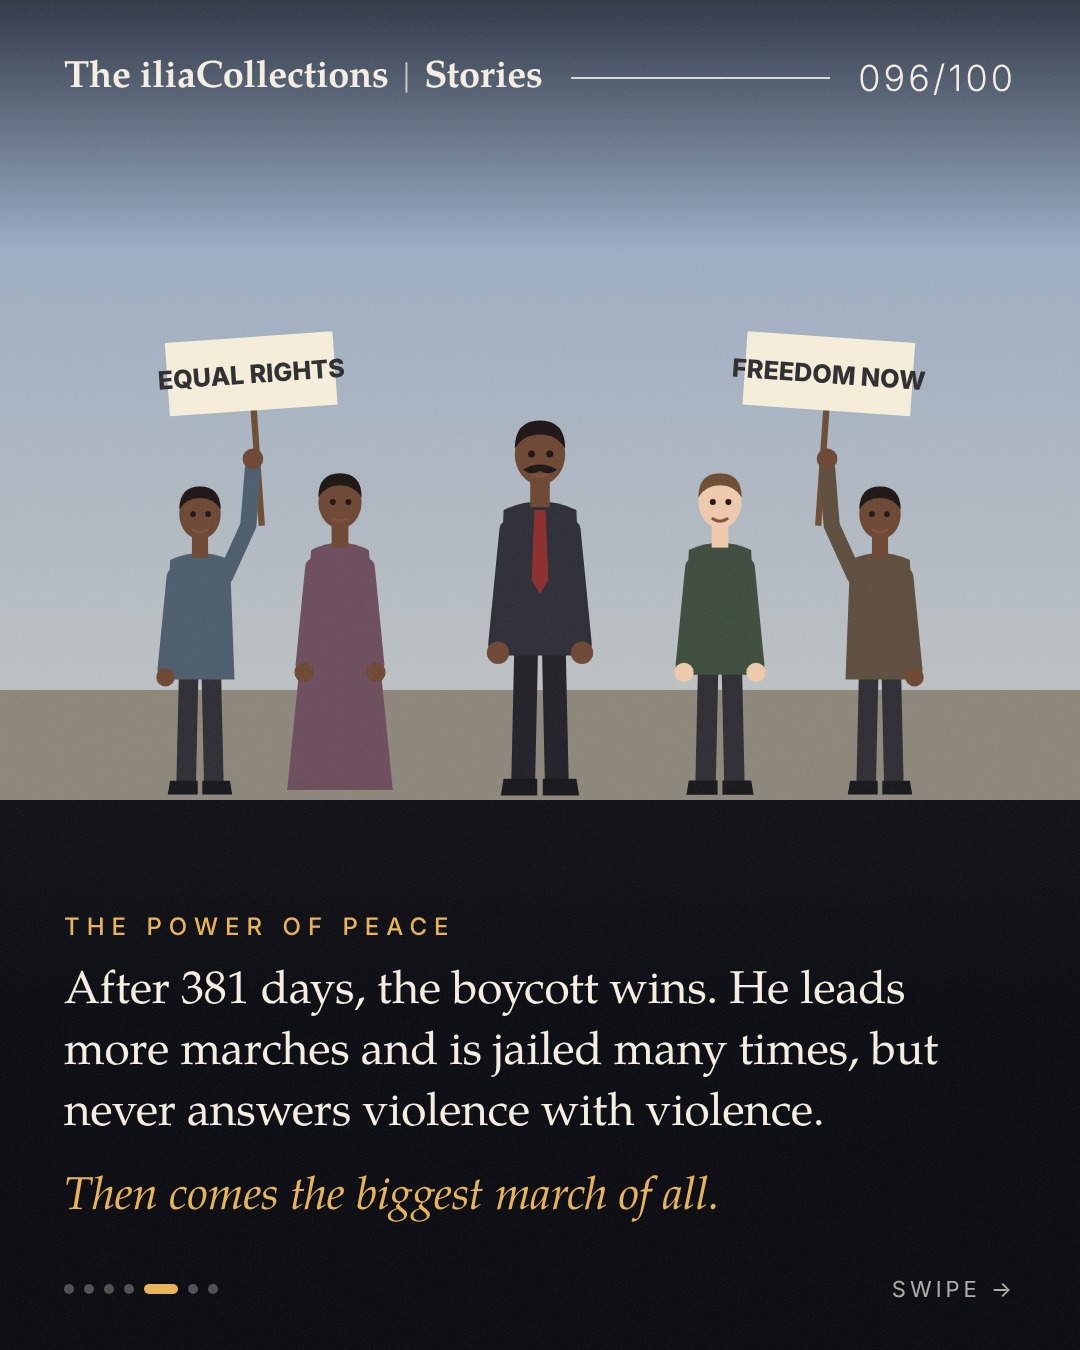 The iliaCollections | Stories 096/100
EQUAL RIGHTS
FREEDOM NOW
THE POWER OF PEACE
After 381 days, the boycott wins. He leads
more marches and is jailed many times, but
never answers violence with violence.
Then comes the biggest march of all.
SWIPE →